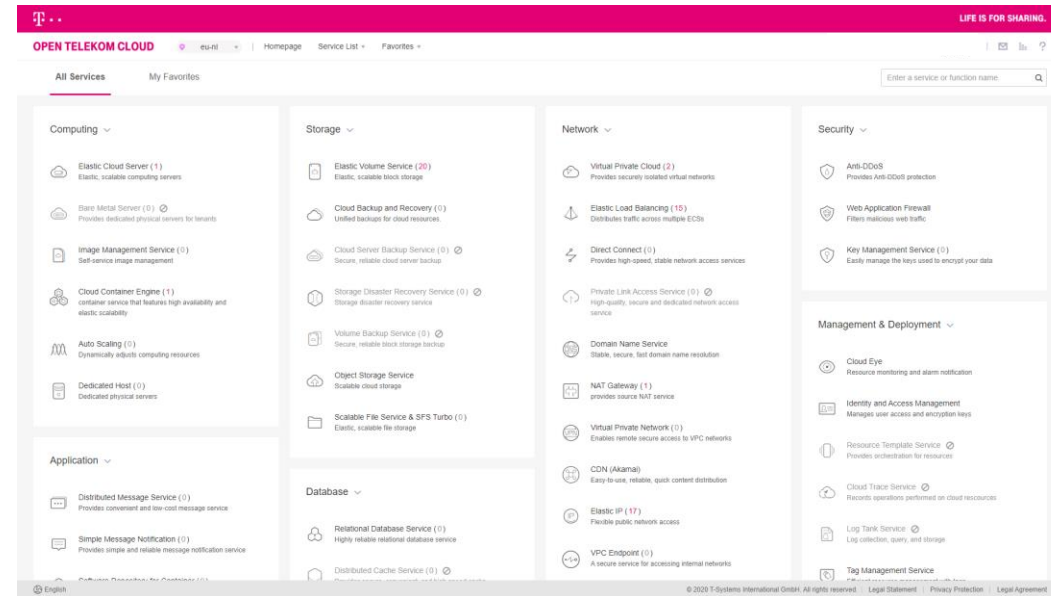 T
LIFE IS FOR SHARING.
OPEN TELEKOM CLOUD
eu-nl
Homepage
Service List
Favorites
All Services
My Favorites
Enter a service or function name
Computing
Elastic Cloud Server (1)
Elastic, scalable computing servers
Bare Metal Server (0)
Provides dedicated physical servers for tenants
Image Management Service (0)
Self-service image management
Cloud Container Engine (1)
container service that features high availability and
elastic scalability
Auto Scaling (0)
Dynamically adjusts computing resources
Dedicated Host (0)
Dedicated physical servers
Application
Distributed Message Service (0)
Provides convenient and low-cost message service
Simple Message Notification (0)
Provides simple and reliable message notification service
Storage
Elastic Volume Service (20)
Elastic, scalable block storage
Cloud Backup and Recovery (0)
Unified backups for cloud resources.
Cloud Server Backup Service (0)
Secure, reliable cloud server backup
Storage Disaster Recovery Service (0)
Storage disaster recovery service
Volume Backup Service (0)
Secure, reliable block storage backup
Object Storage Service
Scalable cloud storage
Scalable File Service & SFS Turbo (0)
Elastic, scalable file storage
Database
Relational Database Service (0)
Highly reliable relational database service
Distributed Cache Service (0)
Network
Virtual Private Cloud (2)
Provides securely isolated virtual networks
Elastic Load Balancing (15)
Distributes traffic across multiple ECSs
Direct Connect (0)
Provides high-speed, stable network access services
Private Link Access Service (0)
High-quality, secure and dedicated network access
service
Domain Name Service
Stable, secure, fast domain name resolution
NAT Gateway (1)
provides source NAT service
Virtual Private Network (0)
Enables remote secure access to VPC networks
CDN (Akamai)
Easy-to-use, reliable, quick content distribution
Elastic IP (17)
Flexible public network access
VPC Endpoint (0)
A secure service for accessing internal networks
Security
Anti-DDoS
Provides Anti-DDoS protection
Web Application Firewall
Filters malicious web traffic
Key Management Service (0)
Easily manage the keys used to encrypt your data
Management & Deployment
Cloud Eye
Resource monitoring and alarm notification
Identity and Access Management
Manages user access and encryption keys
Resource Template Service
Provides orchestration for resources
Cloud Trace Service
Records operations performed on cloud rescources
Log Tank Service
Log collection, query, and storage
Tag Management Service
English
© 2020 T-Systems International GmbH. All rights reserved.
Legal Statement
Privacy Protection
Legal Agreement